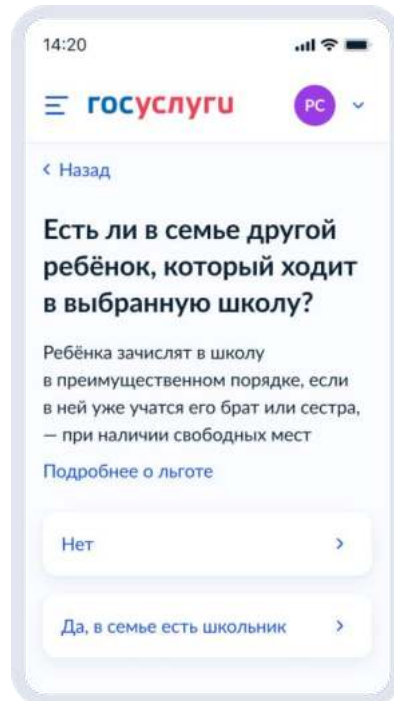 14:20
госуслуги
РС
Назад
Есть ли в семье другой
ребёнок, который ходит
в выбранную школу?
Ребёнка зачислят в школу
в преимущественном порядке, если
в ней уже учатся его брат или сестра,
— при наличии свободных мест
Подробнее о льготе
Нет
Да, в семье есть школьник